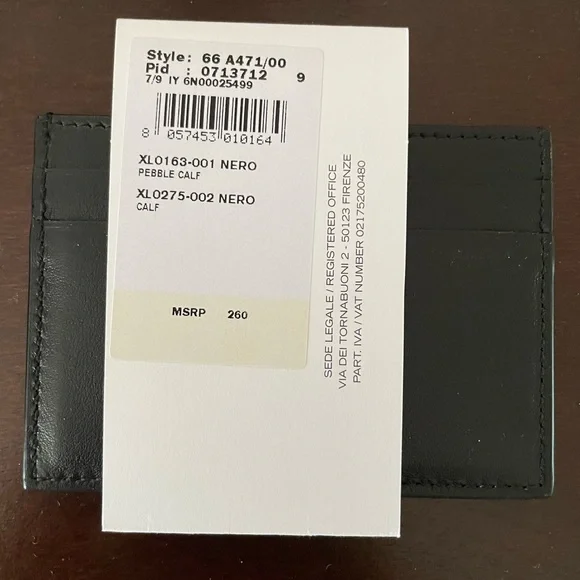 Style: 66 A471/00
Pid : 0713712 9
7/9 IY 6N00025499
8 057453 010164
XL0163-001 NERO
PEBBLE CALF
XL0275-002 NERO
CALF
MSRP 260
SEDE LEGALE / REGISTERED OFFICE
VIA DEI TORNABUONI 2 - 50123 FIRENZE
PART. IVA / VAT NUMBER 02175200480